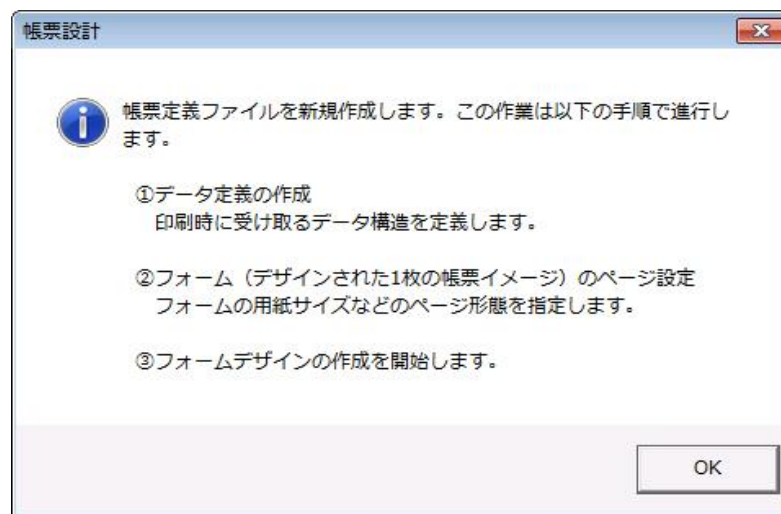 帳票設計
帳票定義ファイルを新規作成します。この作業は以下の手順で進行し
ます。
①データ定義の作成
印刷時に受け取るデータ構造を定義します。
②フォーム（デザインされた1枚の帳票イメージ）のページ設定
フォームの用紙サイズなどのページ形態を指定します。
③フォームデザインの作成を開始します。
OK